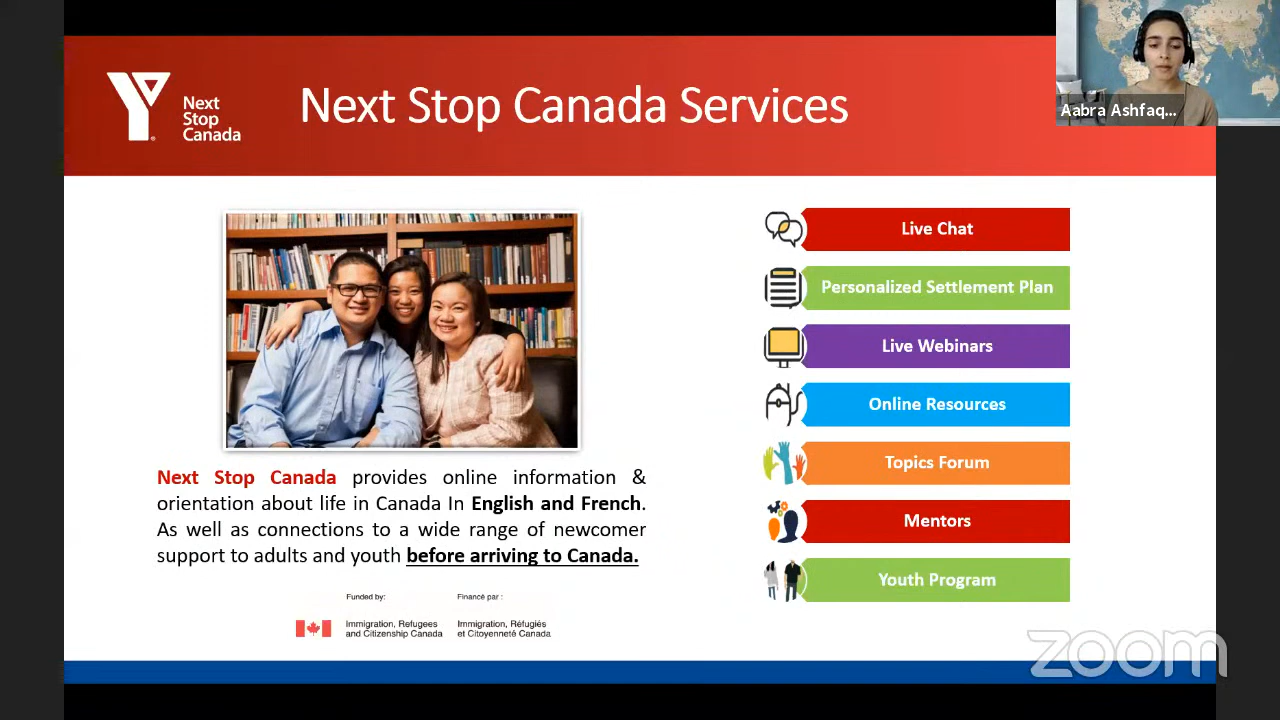 Next
Stop
Canada
Next Stop Canada Services
Aabra Ashfaq...
Next Stop Canada provides online information &
orientation about life in Canada In English and French.
As well as connections to a wide range of newcomer
support to adults and youth before arriving to Canada.
Funded by:
Immigration, Refugees
and Citizenship Canada
Financé par :
Immigration, Réfugiés
et Citoyenneté Canada
Live Chat
Personalized Settlement Plan
Live Webinars
Online Resources
Topics Forum
Mentors
Youth Program
zoom